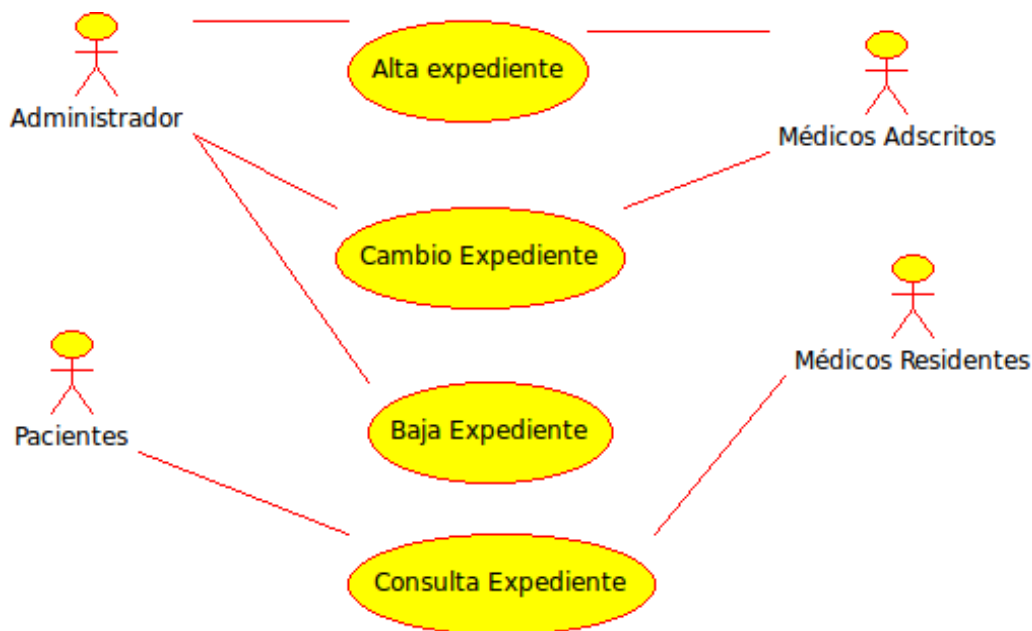 Alta expediente
Administrador
Médicos Adscritos
Cambio Expediente
Médicos Residentes
Pacientes
Baja Expediente
Consulta Expediente